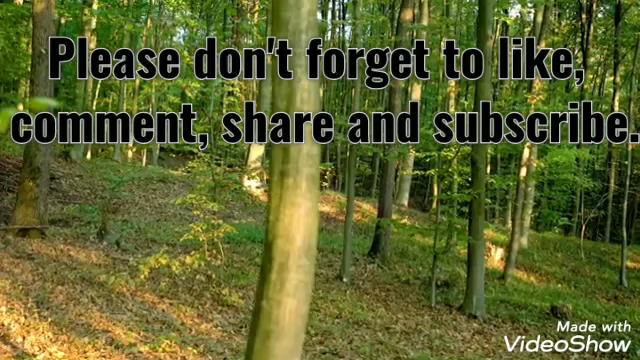 Please don't forget to like,
comment, share and subscribe.
Made with
VideoShow